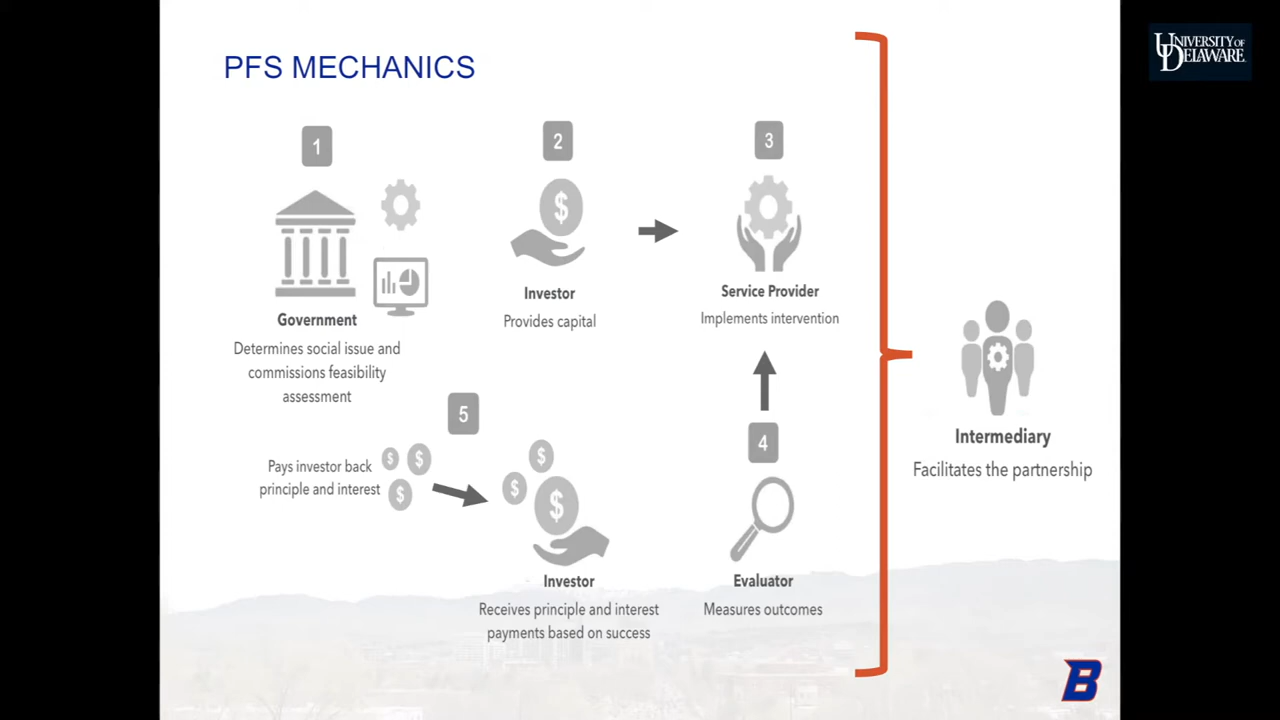 PFS MECHANICS
UNIVERSITY OF
DELAWARE
1
Government
Determines social issue and
commissions feasibility
assessment
2
$
Investor
Provides capital
3
Service Provider
Implements intervention
4
Evaluator
Measures outcomes
5
Pays investor back
principle and interest
$
$
$
$
$
$
Investor
Receives principle and interest
payments based on success
Intermediary
Facilitates the partnership
B